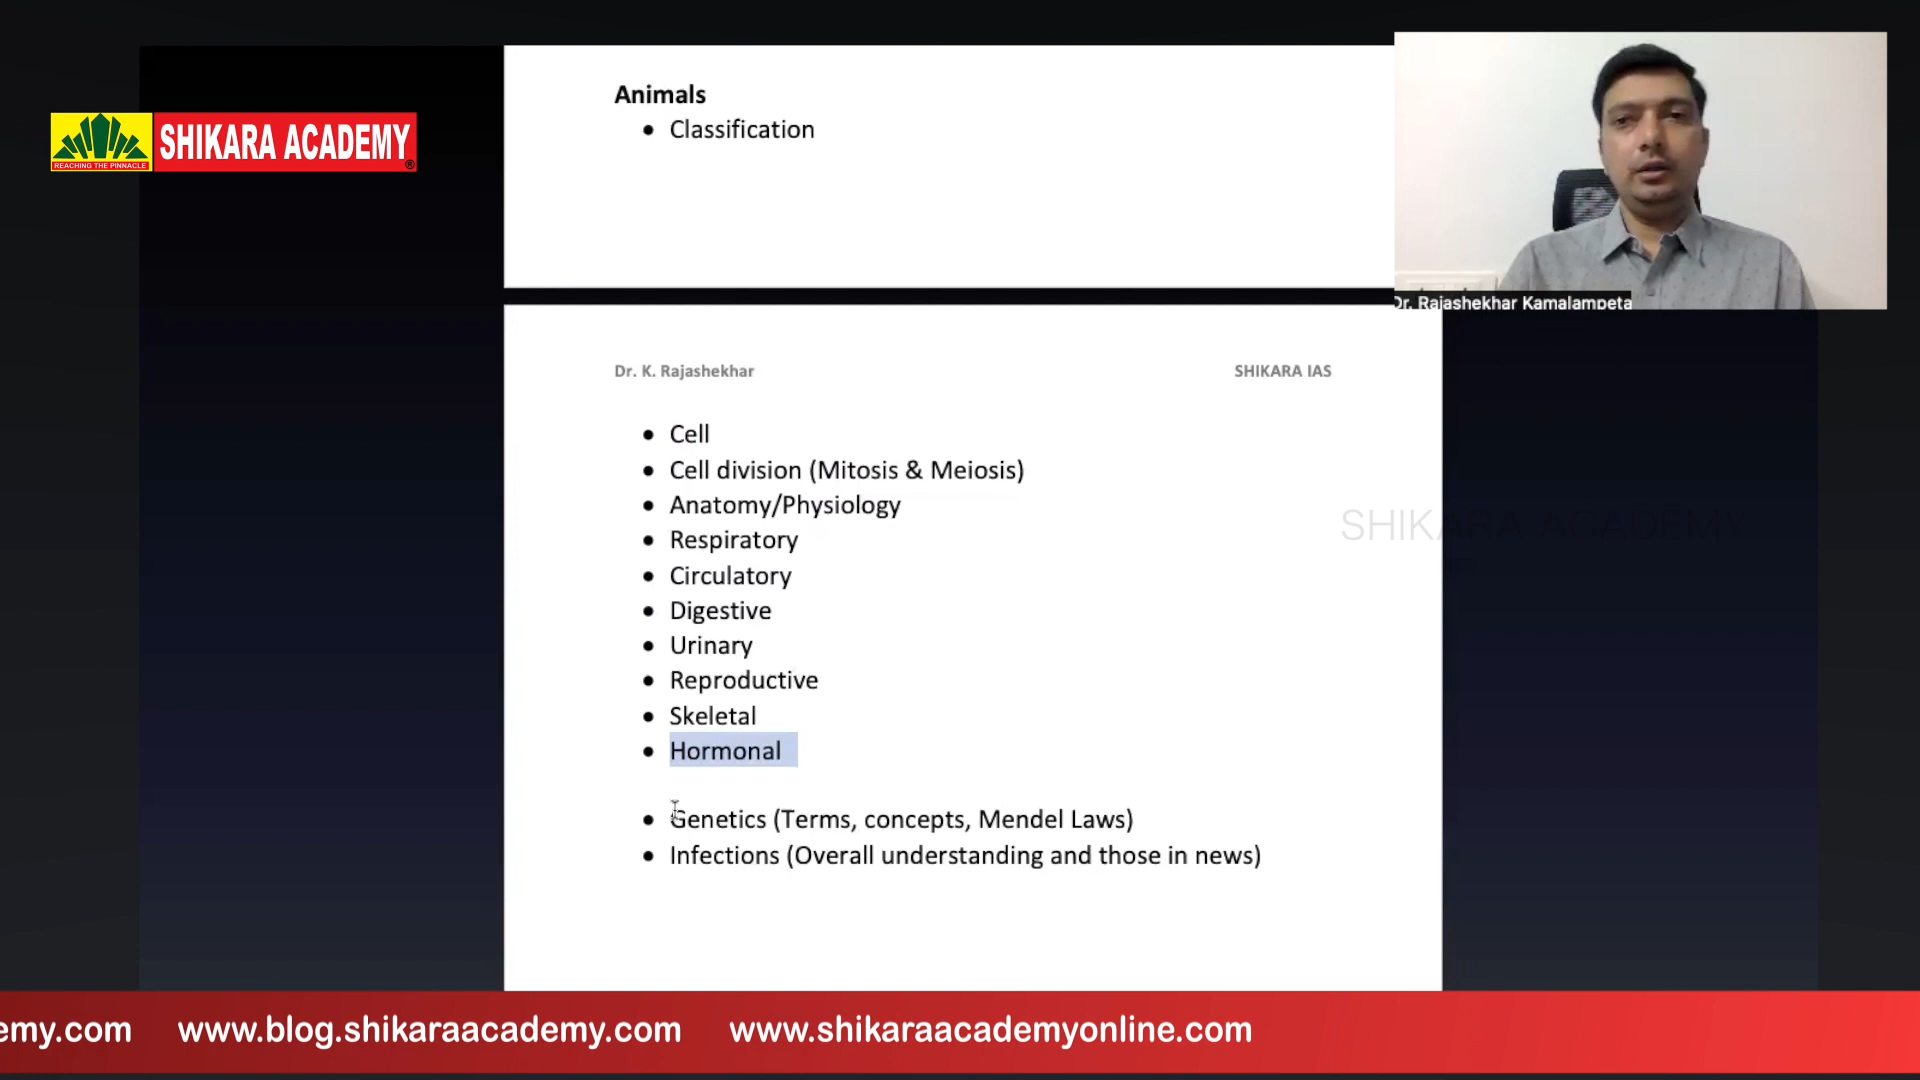 Animals
• Classification
SHIKARA ACADEMY®
REACHING THE PINNACLE
Dr. Rajashekhar Kamalampeta
Dr. K. Rajashekhar SHIKARA IAS
• Cell
• Cell division (Mitosis & Meiosis)
• Anatomy/Physiology
• Respiratory
• Circulatory
• Digestive
• Urinary
• Reproductive
• Skeletal
• Hormonal
• Genetics (Terms, concepts, Mendel Laws)
• Infections (Overall understanding and those in news)
SHIKARA ACADEMY
emy.com www.blog.shikaraacademy.com www.shikaraacademyonline.com